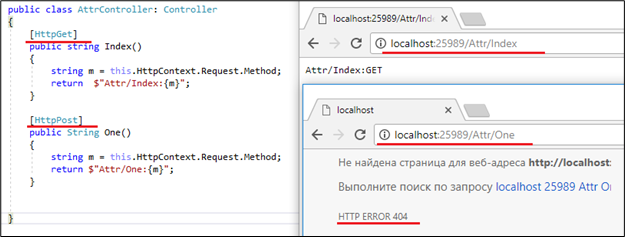 public class AttrController: Controller
{
[HttpGet]
public string Index()
{
string m = this.HttpContext.Request.Method;
return $"Attr/Index:{m}";
}
[HttpPost]
public String One()
{
string m = this.HttpContext.Request.Method;
return $"Attr/One:{m}";
}
}
localhost:25989/Attr/Ind
localhost:25989/Attr/Index
Attr/Index:GET
localhost
localhost:25989/Attr/One
Не найдена страница для веб-адреса http://localhost:
Выполните поиск по запросу localhost 25989 Attr On
HTTP ERROR 404